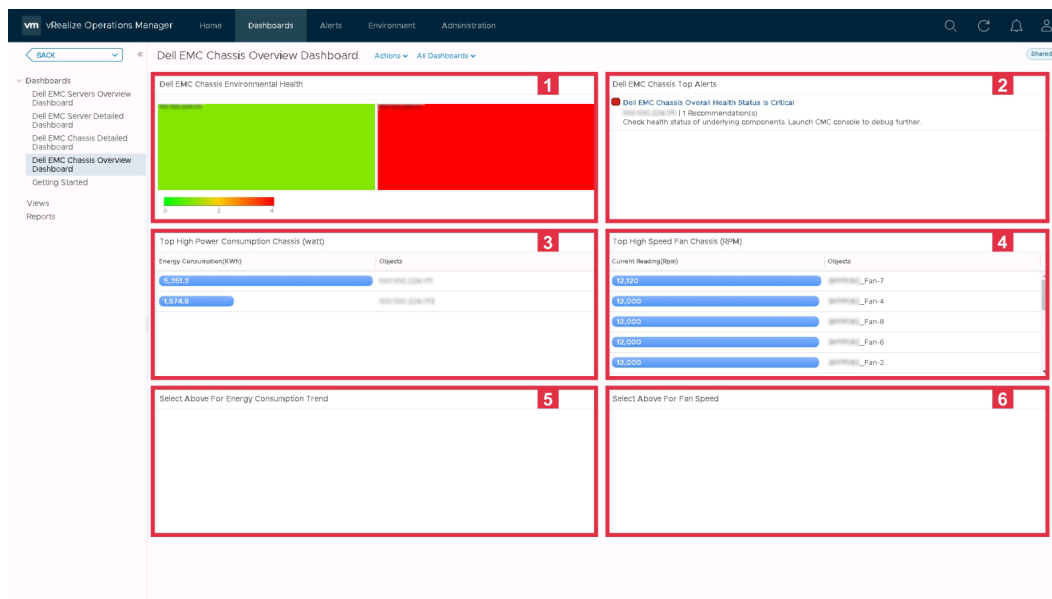 vm vRealize Operations Manager Home Dashboards Alerts Environment Administration
BACK
Dell EMC Chassis Overview Dashboard Actions All Dashboards Shared
Dashboards
Dell EMC Servers Overview
Dashboard
Dell EMC Server Detailed
Dashboard
Dell EMC Chassis Detailed
Dashboard
Dell EMC Chassis Overview
Dashboard
Getting Started
Views
Reports
Dell EMC Chassis Environmental Health 1
0 2 4
Dell EMC Chassis Top Alerts 2
Dell EMC Chassis Overall Health Status is Critical
| 1 Recommendation(s)
Check health status of underlying components. Launch CMC console to debug further.
Top High Power Consumption Chassis (watt) 3
Energy Consumption(KWh) Objects
5,351.3
1,874.8
Top High Speed Fan Chassis (RPM) 4
Current Reading(Rpm) Objects
12,120 _Fan-7
12,000 _Fan-4
12,000 _Fan-8
12,000 _Fan-6
12,000 _Fan-2
Select Above For Energy Consumption Trend 5
Select Above For Fan Speed 6